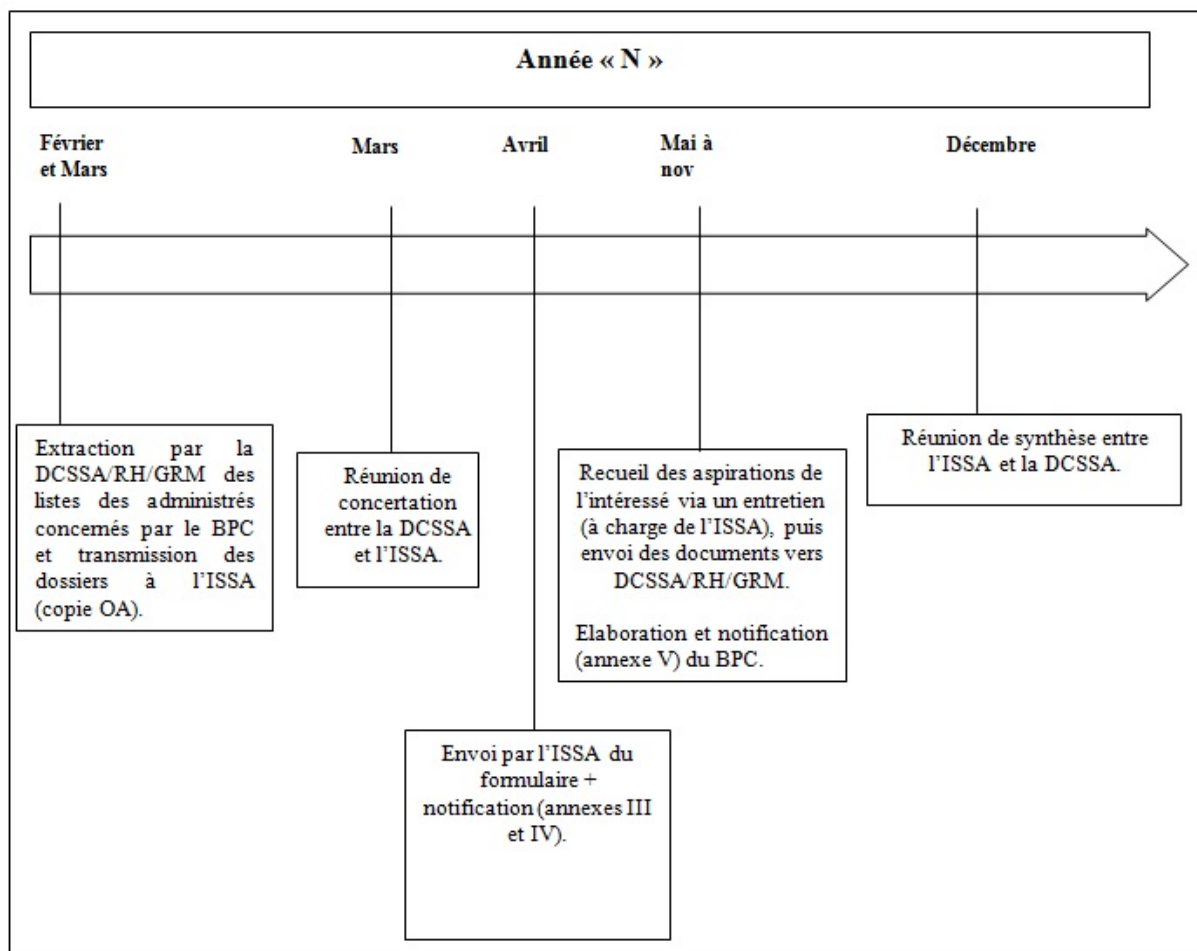 Année « N »
Février
et Mars
Mars
Avril
Mai à
nov
Décembre
Extraction par la
DCSSA/RH/GRM des
listes des administrés
concernés par le BPC
et transmission des
dossiers à l’ISSA
(copie OA).
Réunion de
concertation
entre la DCSSA
et l’ISSA.
Envoi par l’ISSA du
formulaire +
notification (annexes III
et IV).
Recueil des aspirations de
l’intéressé via un entretien
(à charge de l’ISSA), puis
envoi des documents vers
DCSSA/RH/GRM.
Elaboration et notification
(annexe V) du BPC.
Réunion de synthèse entre
l’ISSA et la DCSSA.